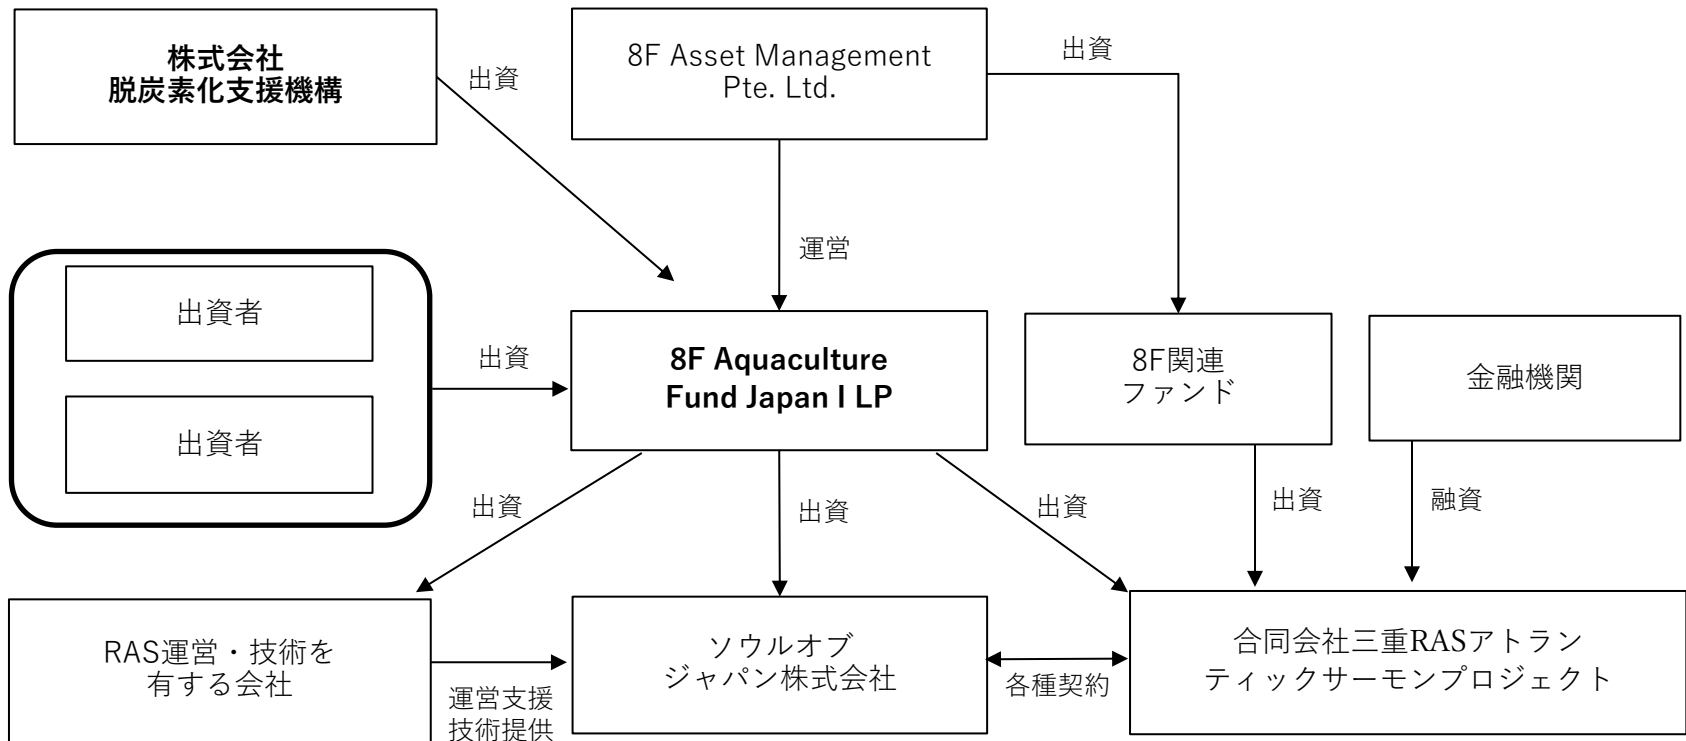 株式会社
脱炭素化支援機構
出資
8F Asset Management
Pte. Ltd.
出資
運営
出資者
出資者
出資
8F Aquaculture
Fund Japan I LP
8F関連
ファンド
金融機関
出資
出資
出資
出資
融資
RAS運営・技術を
有する会社
運営支援
技術提供
ソウルオブ
ジャパン株式会社
各種契約
合同会社三重RASアトラン
ティックサーモンプロジェクト